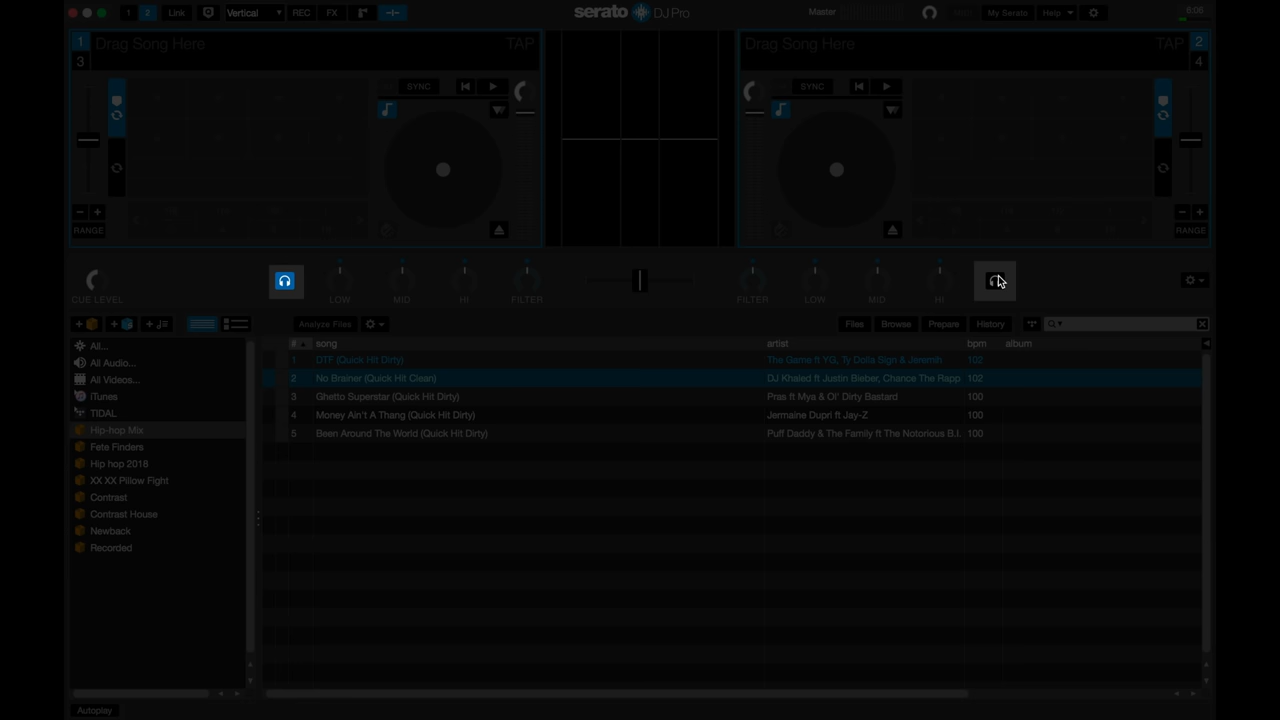 1 2 Link Vertical REC FX serato DJ Pro Master My Serato Help 6:06
1 Drag Song Here TAP
3
Drag Song Here TAP 2
4
SYNC
SYNC
RANGE
RANGE
CUE LEVEL LOW MID HI FILTER FILTER LOW MID HI
Analyze Files Files Browse Prepare History
# song artist bpm album
All...
All Audio...
All Videos...
iTunes
TIDAL
Hip-hop Mix
Fete Finders
Hip hop 2018
XX XX Pillow Fight
Contrast
Contrast House
Newback
Recorded
1 DTF (Quick Hit Dirty) The Game ft YG, Ty Dolla Sign & Jeremih 102
2 No Brainer (Quick Hit Clean) DJ Khaled ft Justin Bieber, Chance The Rapp 102
3 Ghetto Superstar (Quick Hit Dirty) Pras ft Mya & Ol' Dirty Bastard 100
4 Money Ain't A Thang (Quick Hit Dirty) Jermaine Dupri ft Jay-Z 100
5 Been Around The World (Quick Hit Dirty) Puff Daddy & The Family ft The Notorious B.I. 100
Autoplay